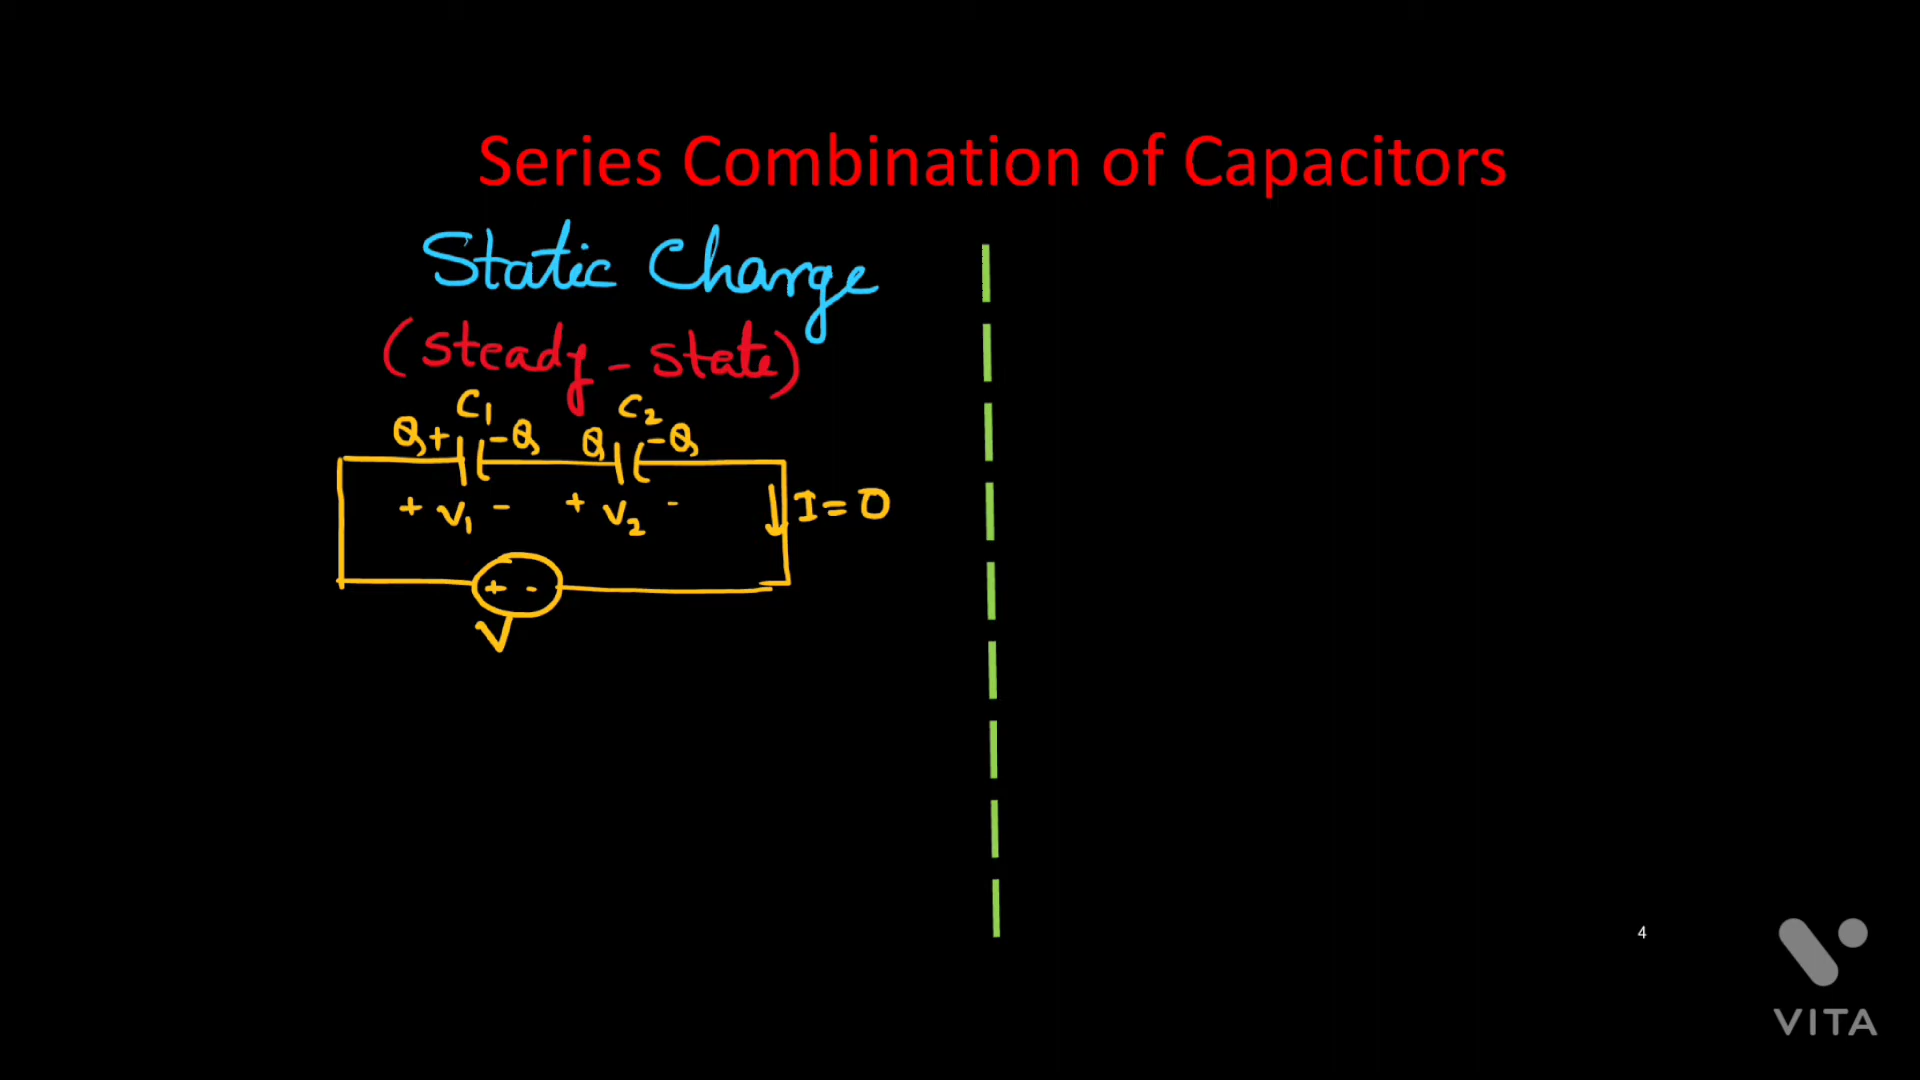 Series Combination of Capacitors
Static Charge
(steady - state)
C1 C2
Q+ -Q Q -Q
+ V1 - + V2 - I = 0
+ -
V
4
VITA